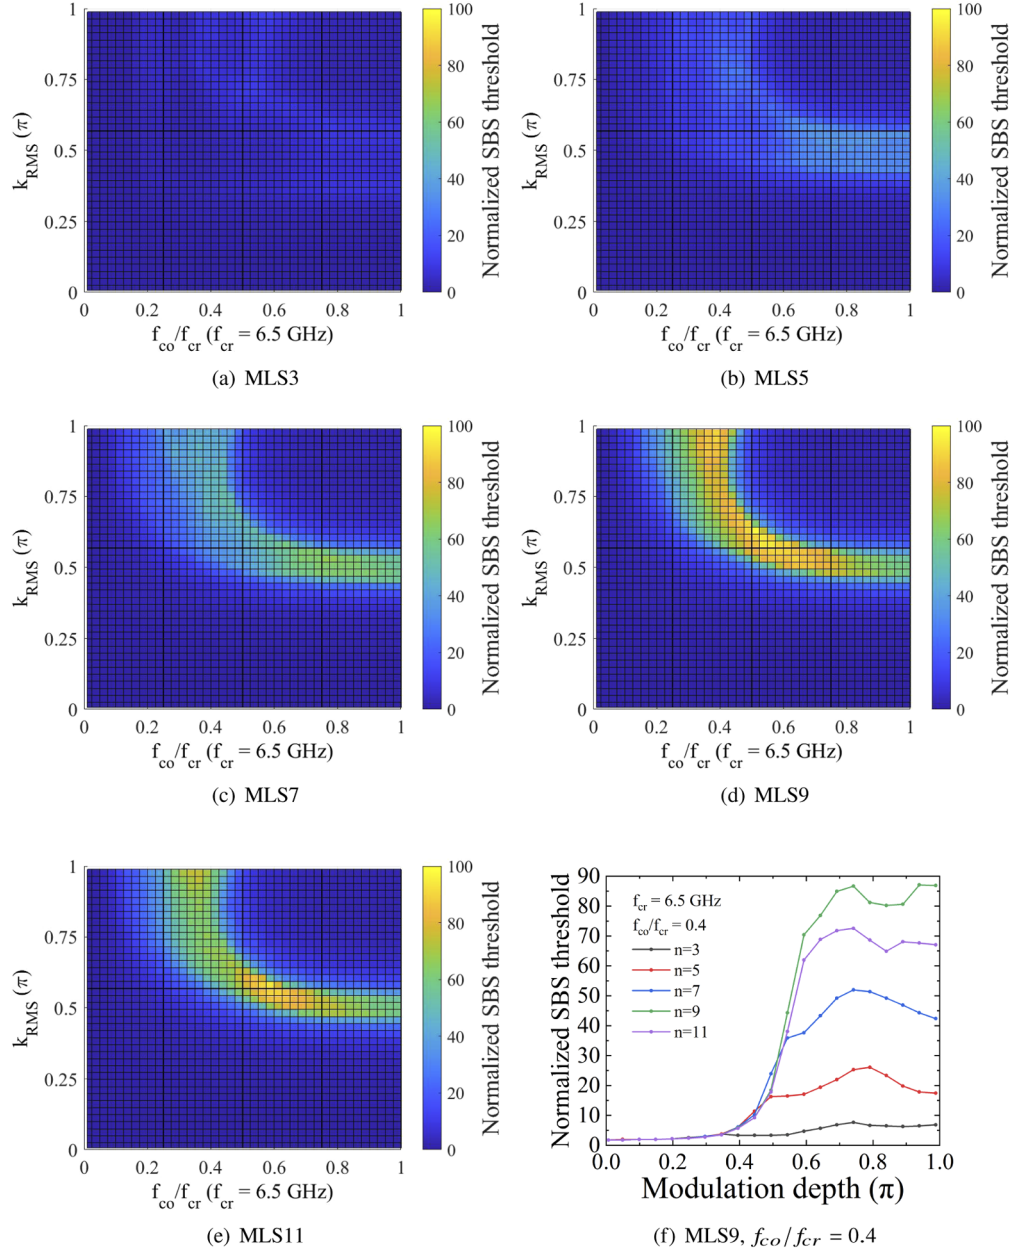 1
0.75
0.5
0.25
0
k_RMS (π)
0 0.2 0.4 0.6 0.8 1
f_co/f_cr (f_cr = 6.5 GHz)
100
80
60
40
20
0
Normalized SBS threshold
(a) MLS3
1
0.75
0.5
0.25
0
k_RMS (π)
0 0.2 0.4 0.6 0.8 1
f_co/f_cr (f_cr = 6.5 GHz)
100
80
60
40
20
0
Normalized SBS threshold
(b) MLS5
1
0.75
0.5
0.25
0
k_RMS (π)
0 0.2 0.4 0.6 0.8 1
f_co/f_cr (f_cr = 6.5 GHz)
100
80
60
40
20
0
Normalized SBS threshold
(c) MLS7
1
0.75
0.5
0.25
0
k_RMS (π)
0 0.2 0.4 0.6 0.8 1
f_co/f_cr (f_cr = 6.5 GHz)
100
80
60
40
20
0
Normalized SBS threshold
(d) MLS9
1
0.75
0.5
0.25
0
k_RMS (π)
0 0.2 0.4 0.6 0.8 1
f_co/f_cr (f_cr = 6.5 GHz)
100
80
60
40
20
0
Normalized SBS threshold
(e) MLS11
90
80
70
60
50
40
30
20
10
0
Normalized SBS threshold
f_cr = 6.5 GHz
f_co/f_cr = 0.4
n=3
n=5
n=7
n=9
n=11
0.0 0.2 0.4 0.6 0.8 1.0
Modulation depth (π)
(f) MLS9, f_co/f_cr = 0.4